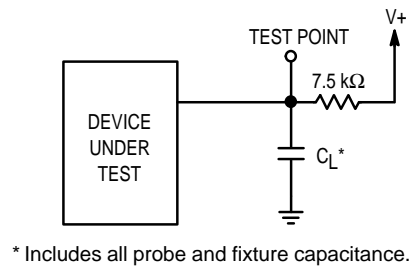 V+
TEST POINT
7.5 kΩ
DEVICE
UNDER
TEST
CL*
* Includes all probe and fixture capacitance.